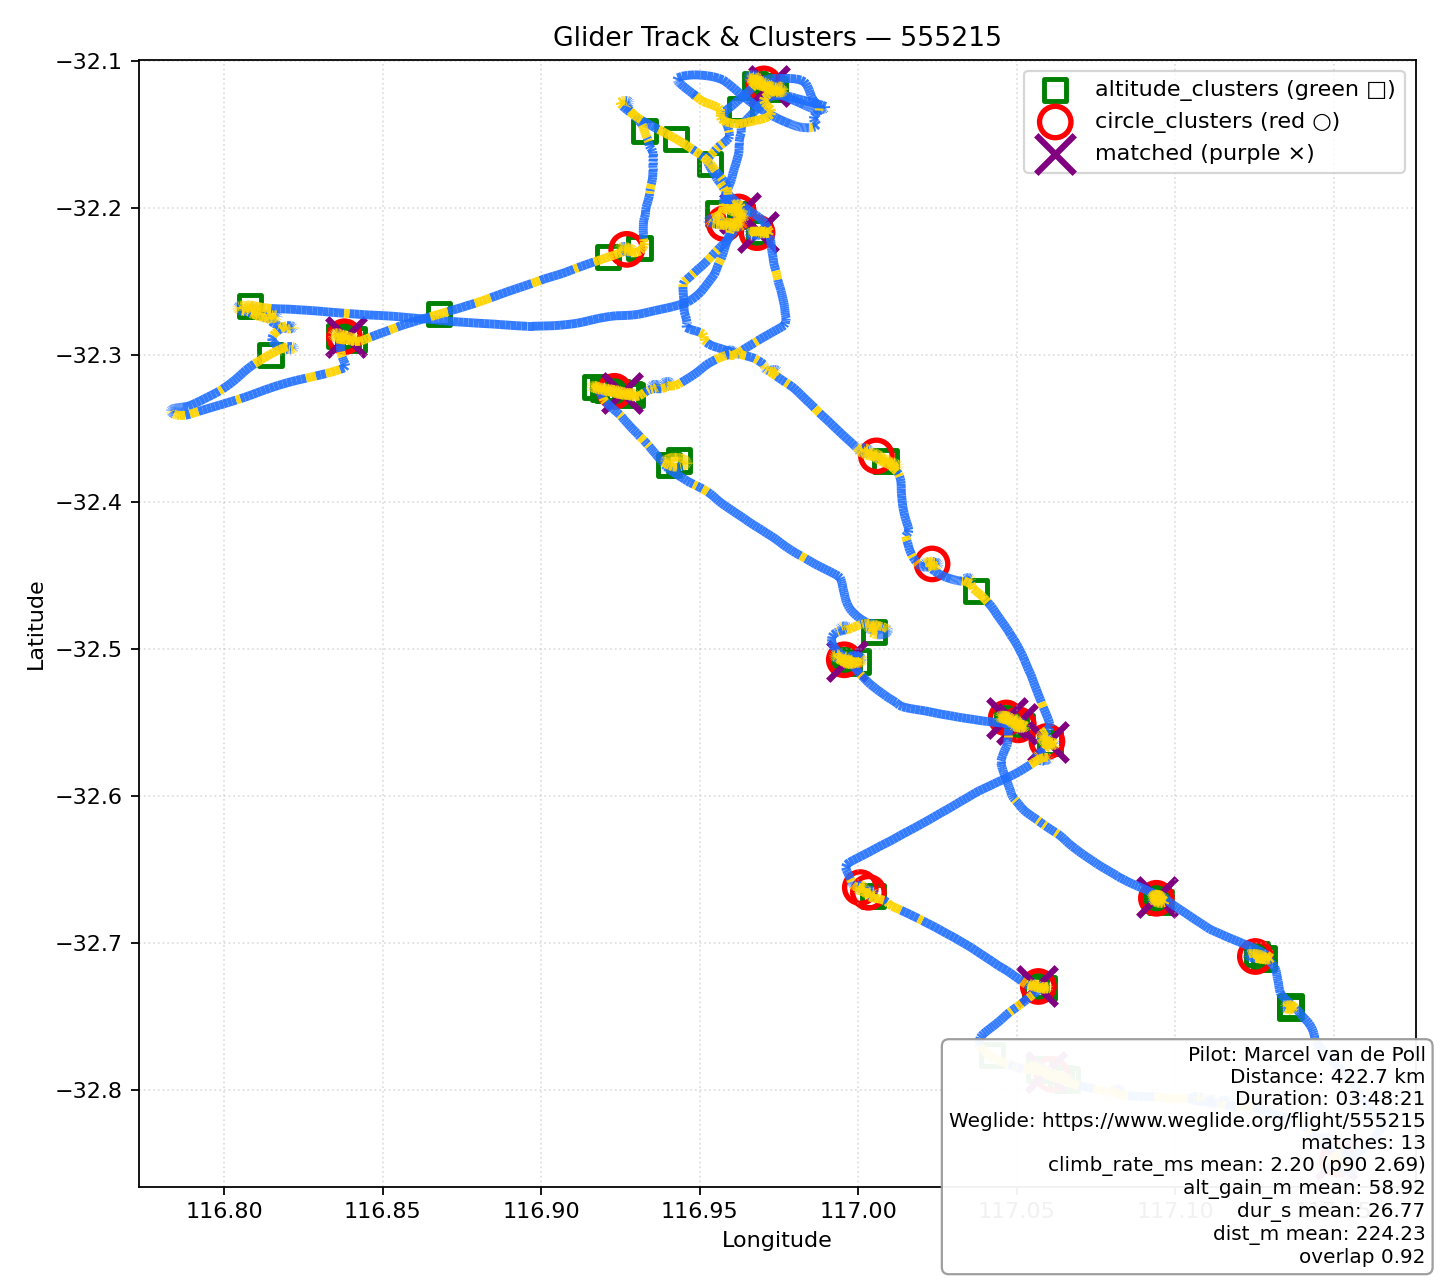 Glider Track & Clusters — 555215
altitude_clusters (green □)
circle_clusters (red ○)
matched (purple ×)
−32.1
−32.2
−32.3
−32.4
−32.5
−32.6
−32.7
−32.8
Latitude
116.80
116.85
116.90
116.95
117.00
117.05
117.10
Longitude
Pilot: Marcel van de Poll
Distance: 422.7 km
Duration: 03:48:21
Weglide: https://www.weglide.org/flight/555215
matches: 13
climb_rate_ms mean: 2.20 (p90 2.69)
alt_gain_m mean: 58.92
dur_s mean: 26.77
dist_m mean: 224.23
overlap 0.92